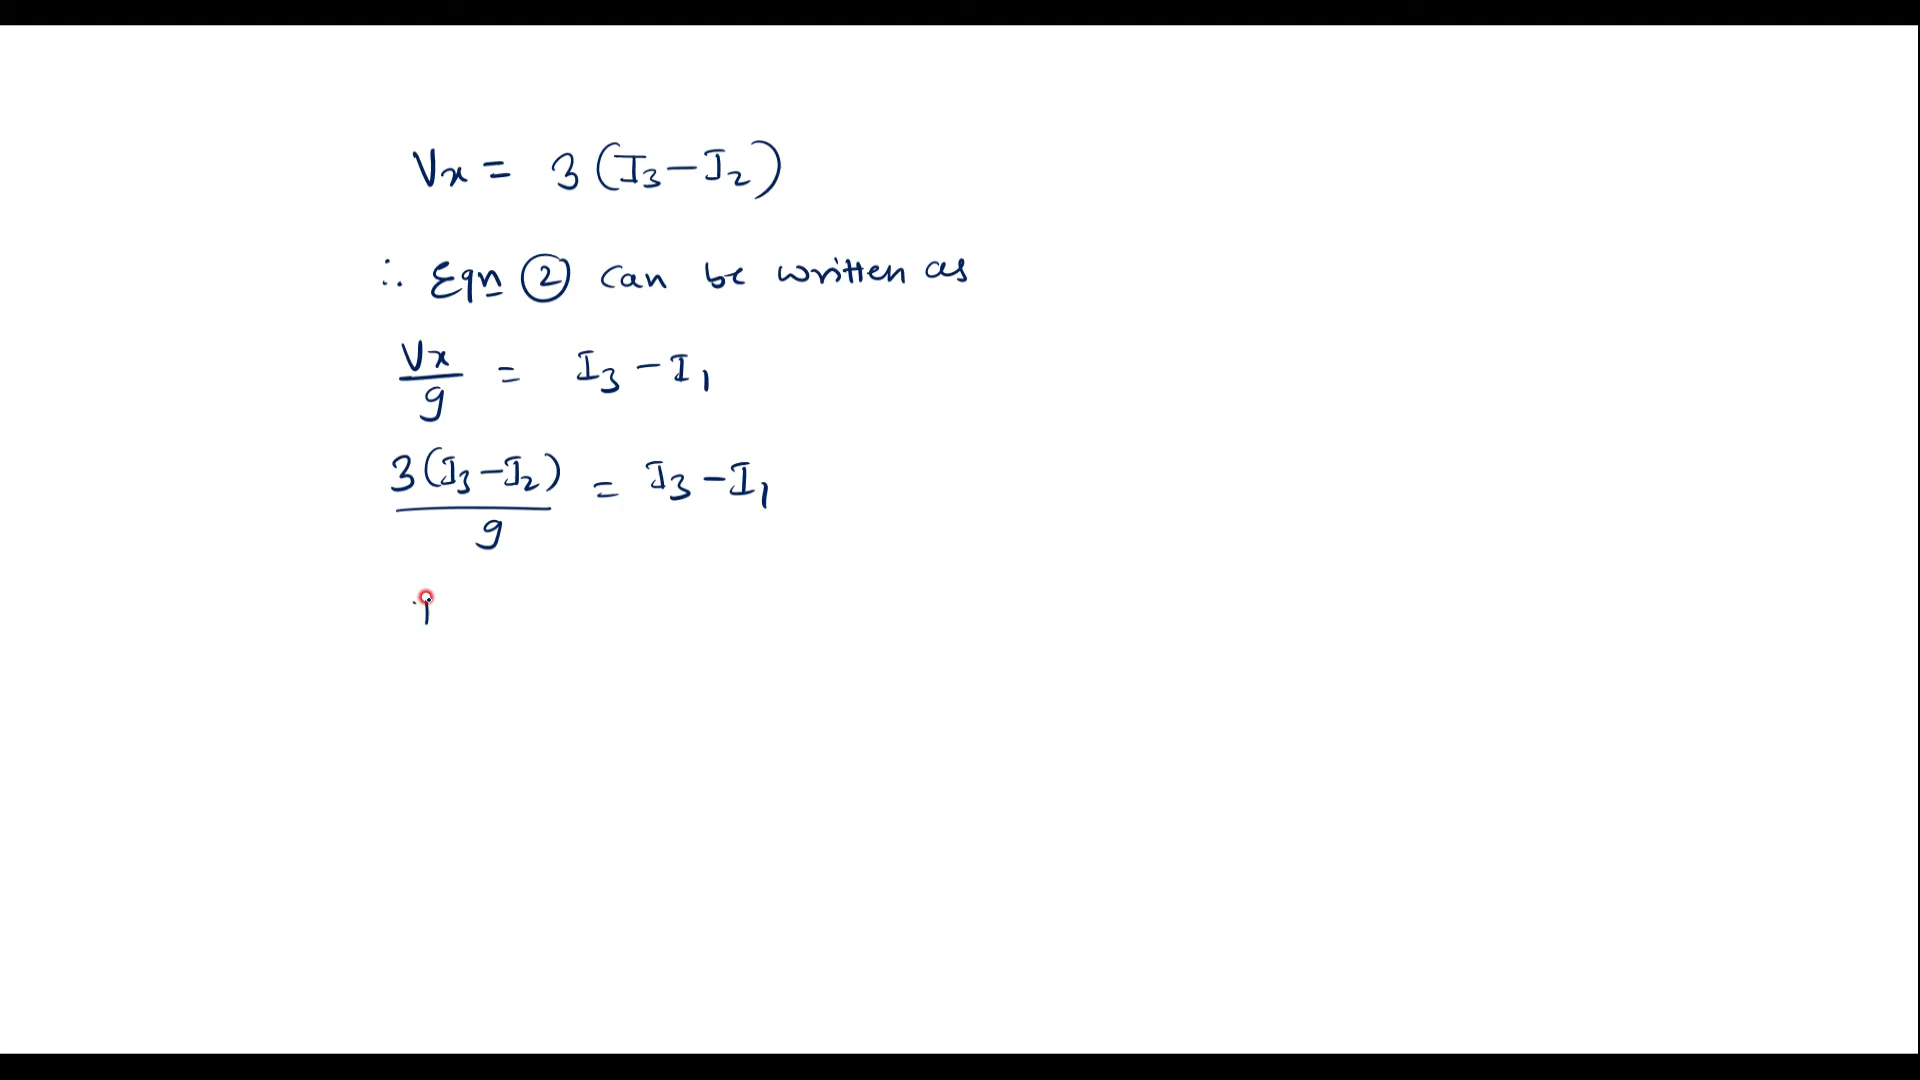 Vx = 3 (I₃ − I₂)
∴ Eqn ② can be written as
Vx/9 = I₃ − I₁
3(I₃ − I₂)/9 = I₃ − I₁